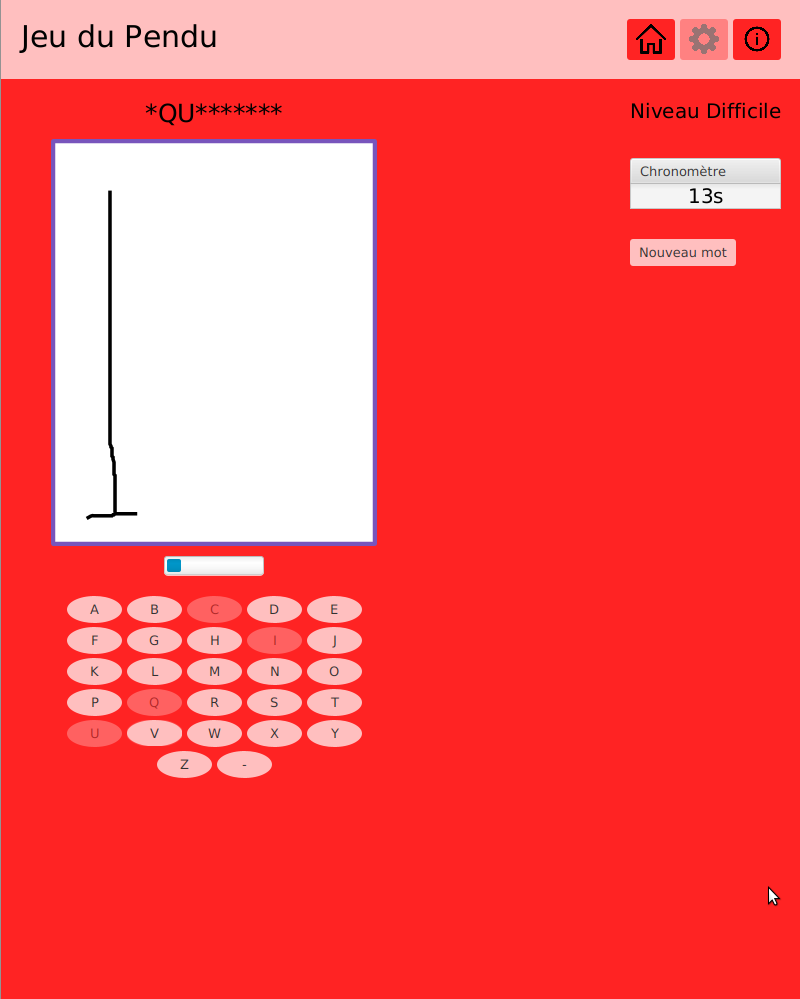 Jeu du Pendu
*QU*******
Niveau Difficile
Chronomètre
13s
Nouveau mot
A B C D E
F G H I J
K L M N O
P Q R S T
U V W X Y
Z -